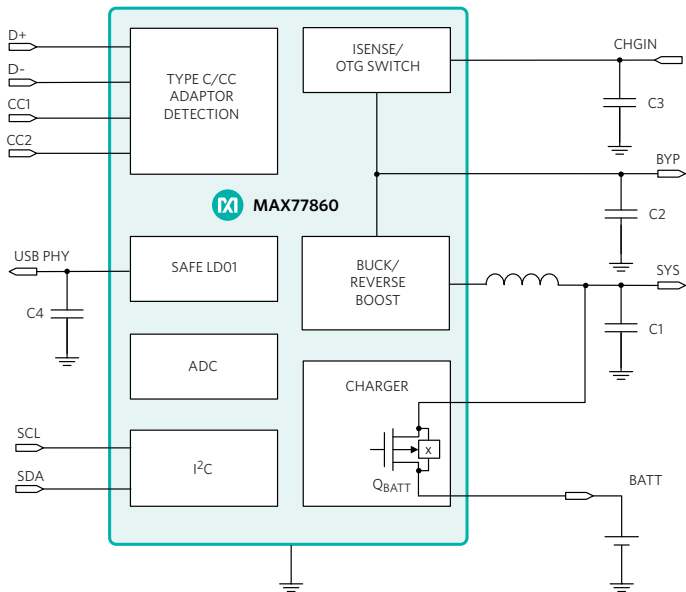 D+
D-
CC1
CC2
TYPE C/CC
ADAPTOR
DETECTION
ISENSE/
OTG SWITCH
CHGIN
C3
BYP
C2
MAX77860
USB PHY
C4
SAFE LD01
BUCK/
REVERSE
BOOST
SYS
C1
ADC
CHARGER
X
QBATT
SCL
SDA
I²C
BATT